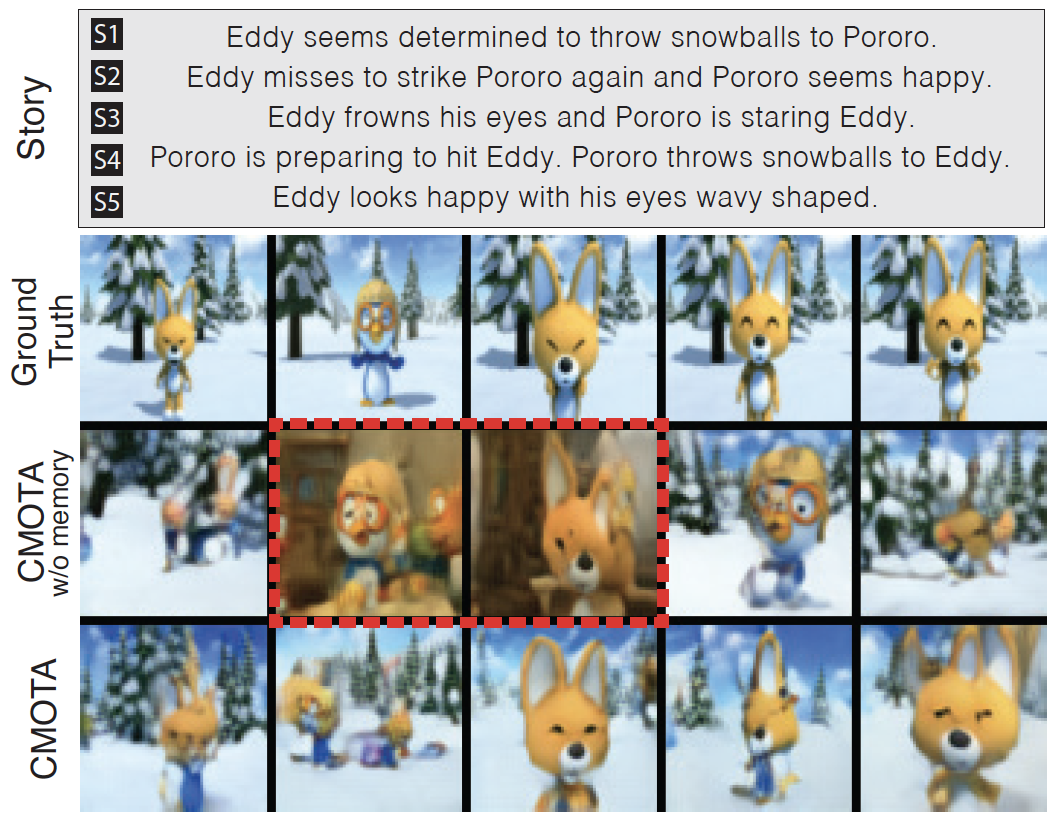 Story
S1 Eddy seems determined to throw snowballs to Pororo.
S2 Eddy misses to strike Pororo again and Pororo seems happy.
S3 Eddy frowns his eyes and Pororo is staring Eddy.
S4 Pororo is preparing to hit Eddy. Pororo throws snowballs to Eddy.
S5 Eddy looks happy with his eyes wavy shaped.
Ground
Truth
CMOTA
w/o memory
CMOTA